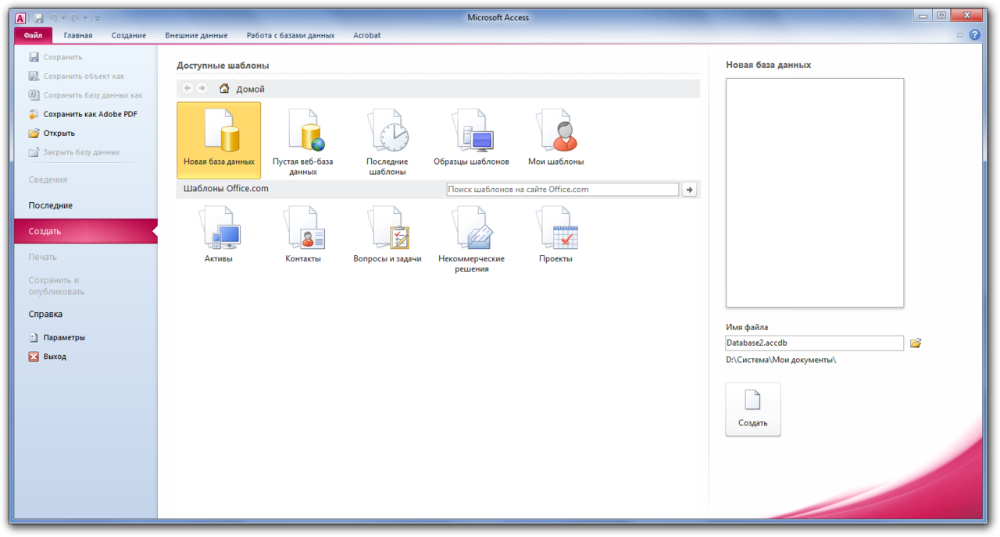 Microsoft Access
Файл Главная Создание Внешние данные Работа с базами данных Acrobat
Сохранить
Сохранить объект как
Сохранить базу данных как
Сохранить как Adobe PDF
Открыть
Закрыть базу данных
Сведения
Последние
Создать
Печать
Сохранить и
опубликовать
Справка
Параметры
Выход
Доступные шаблоны
Домой
Новая база данных
Пустая веб-база
данных
Последние
шаблоны
Образцы шаблонов
Мои шаблоны
Шаблоны Office.com
Поиск шаблонов на сайте Office.com
Активы
Контакты
Вопросы и задачи
Некоммерческие
решения
Проекты
Новая база данных
Имя файла
Database2.accdb
D:\Система\Мои документы\
Создать